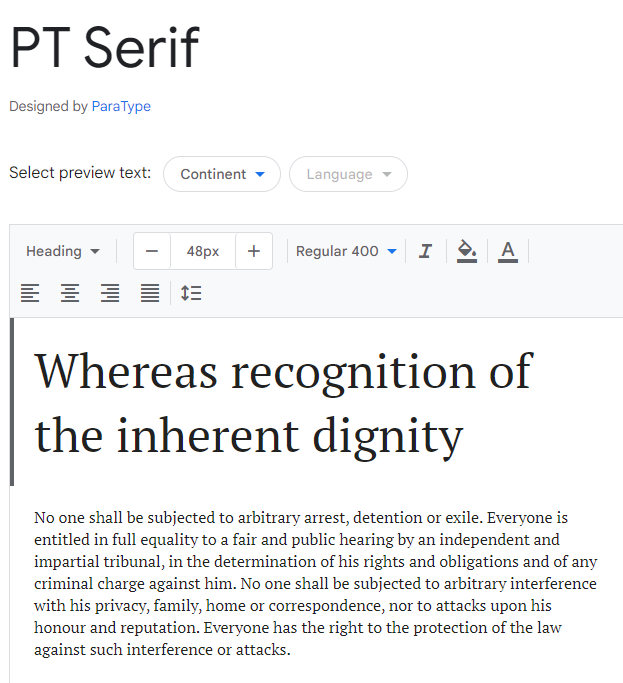 PT Serif
Designed by ParaType
Select preview text: Continent Language
Heading — 48px + Regular 400 I A
Whereas recognition of
the inherent dignity
No one shall be subjected to arbitrary arrest, detention or exile. Everyone is
entitled in full equality to a fair and public hearing by an independent and
impartial tribunal, in the determination of his rights and obligations and of any
criminal charge against him. No one shall be subjected to arbitrary interference
with his privacy, family, home or correspondence, nor to attacks upon his
honour and reputation. Everyone has the right to the protection of the law
against such interference or attacks.